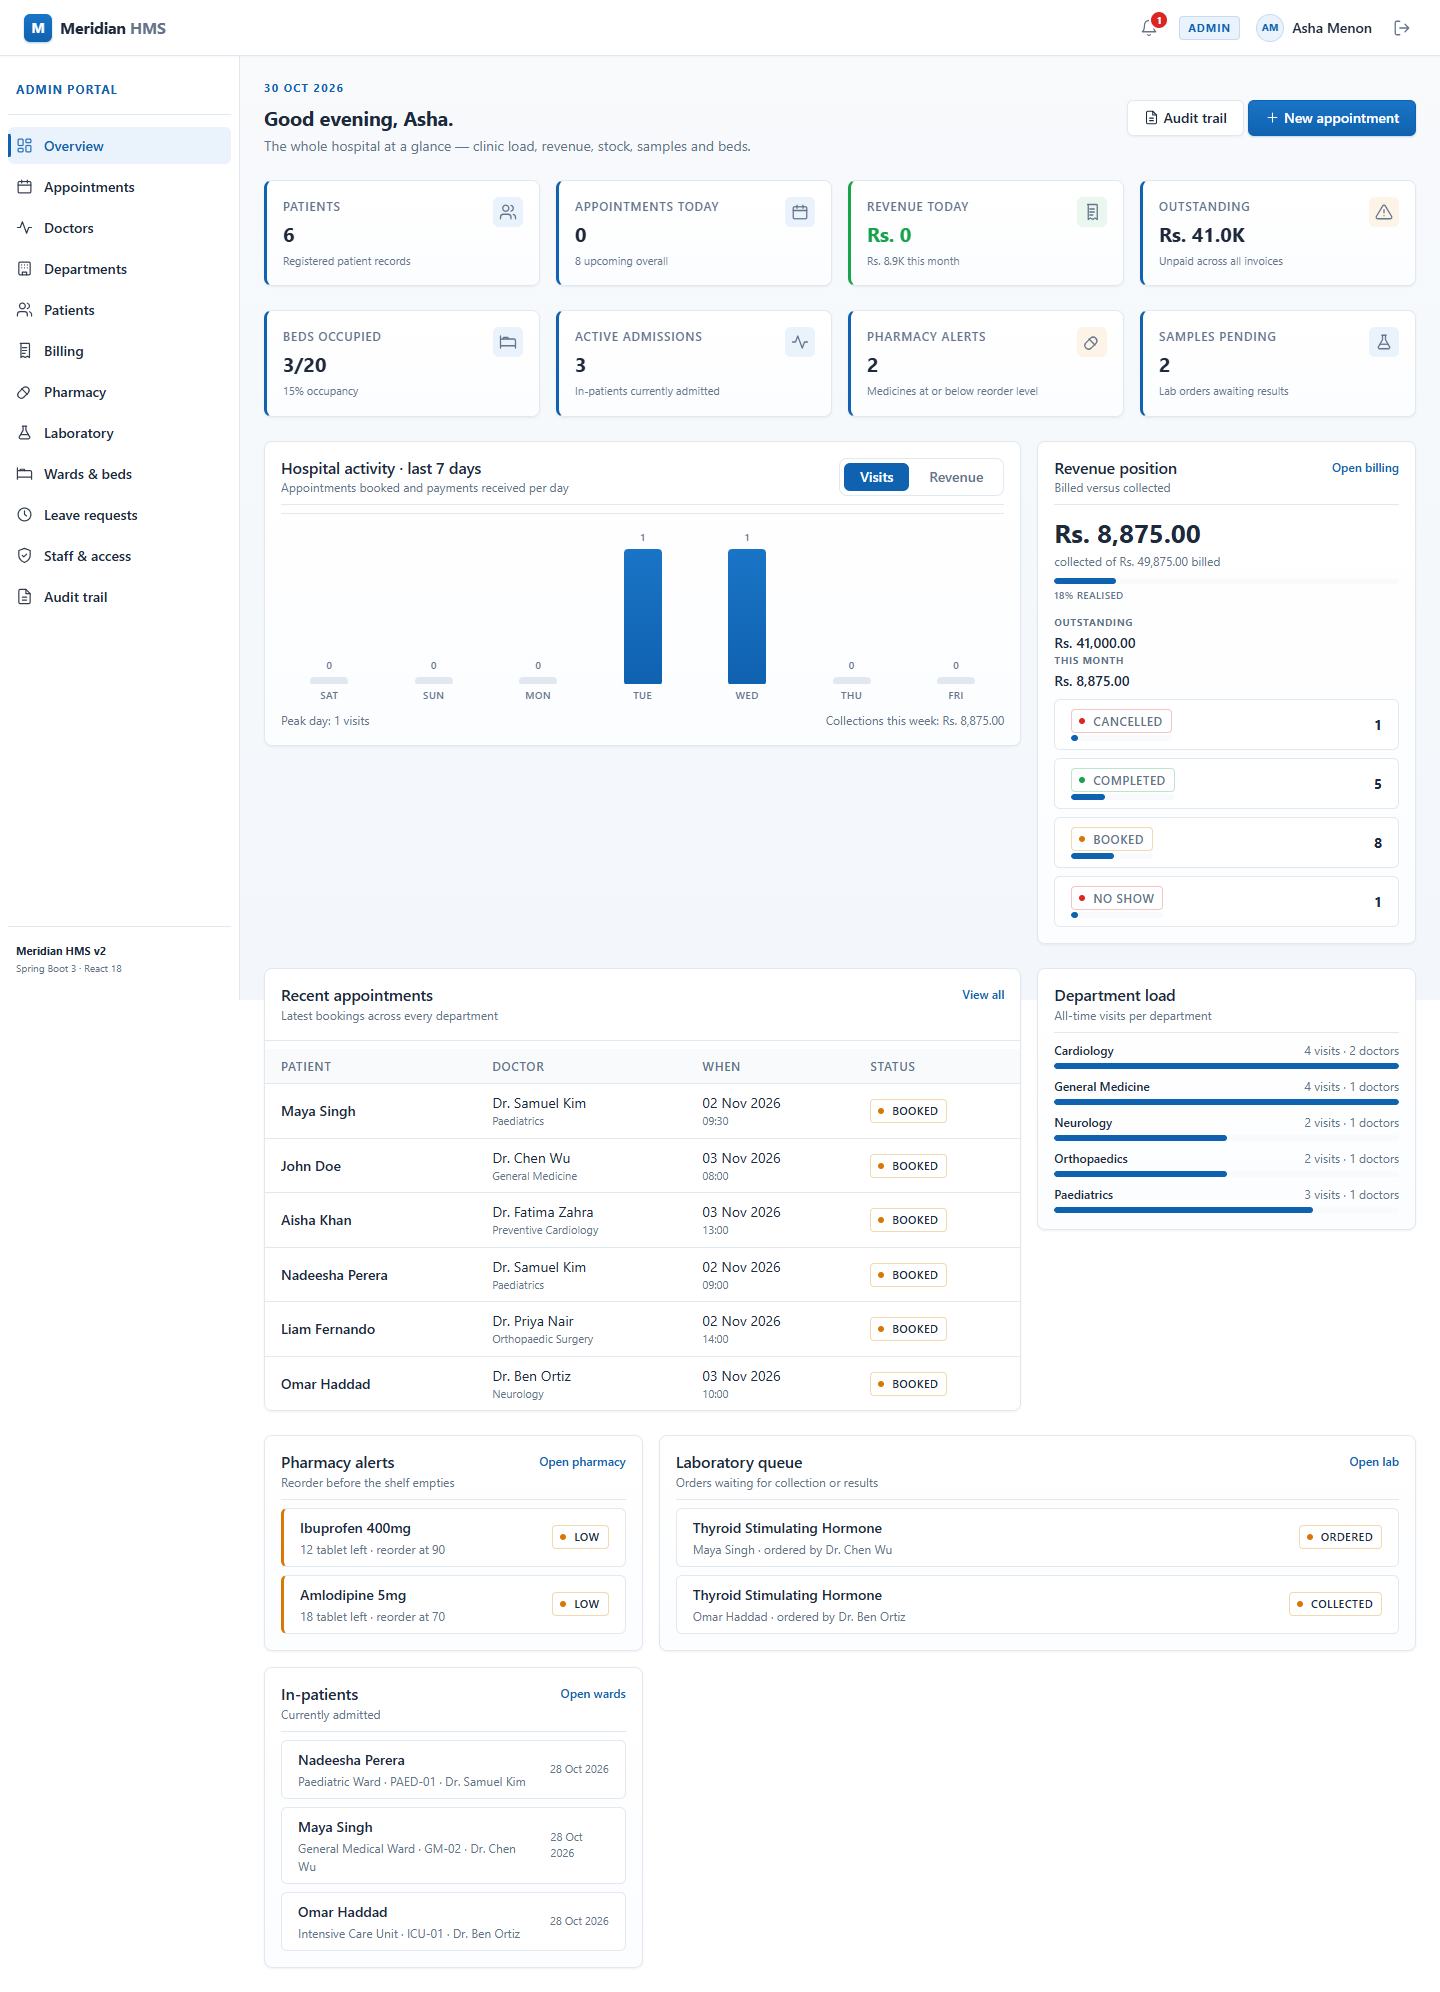 M Meridian HMS
1
ADMIN
AM Asha Menon
ADMIN PORTAL
Overview
Appointments
Doctors
Departments
Patients
Billing
Pharmacy
Laboratory
Wards & beds
Leave requests
Staff & access
Audit trail
Meridian HMS v2
Spring Boot 3 · React 18
30 OCT 2026
Good evening, Asha.
The whole hospital at a glance — clinic load, revenue, stock, samples and beds.
Audit trail
New appointment
PATIENTS
6
Registered patient records
APPOINTMENTS TODAY
0
8 upcoming overall
REVENUE TODAY
Rs. 0
Rs. 8.9K this month
OUTSTANDING
Rs. 41.0K
Unpaid across all invoices
BEDS OCCUPIED
3/20
15% occupancy
ACTIVE ADMISSIONS
3
In-patients currently admitted
PHARMACY ALERTS
2
Medicines at or below reorder level
SAMPLES PENDING
2
Lab orders awaiting results
Hospital activity · last 7 days
Appointments booked and payments received per day
Visits Revenue
0 0 0 1 1 0 0
SAT SUN MON TUE WED THU FRI
Peak day: 1 visits
Collections this week: Rs. 8,875.00
Revenue position
Open billing
Billed versus collected
Rs. 8,875.00
collected of Rs. 49,875.00 billed
18% REALISED
OUTSTANDING
Rs. 41,000.00
THIS MONTH
Rs. 8,875.00
CANCELLED 1
COMPLETED 5
BOOKED 8
NO SHOW 1
Recent appointments
View all
Latest bookings across every department
PATIENT DOCTOR WHEN STATUS
Maya Singh Dr. Samuel Kim 02 Nov 2026 BOOKED
Paediatrics 09:30
John Doe Dr. Chen Wu 03 Nov 2026 BOOKED
General Medicine 08:00
Aisha Khan Dr. Fatima Zahra 03 Nov 2026 BOOKED
Preventive Cardiology 13:00
Nadeesha Perera Dr. Samuel Kim 02 Nov 2026 BOOKED
Paediatrics 09:00
Liam Fernando Dr. Priya Nair 02 Nov 2026 BOOKED
Orthopaedic Surgery 14:00
Omar Haddad Dr. Ben Ortiz 03 Nov 2026 BOOKED
Neurology 10:00
Department load
All-time visits per department
Cardiology 4 visits · 2 doctors
General Medicine 4 visits · 1 doctors
Neurology 2 visits · 1 doctors
Orthopaedics 2 visits · 1 doctors
Paediatrics 3 visits · 1 doctors
Pharmacy alerts
Open pharmacy
Reorder before the shelf empties
Ibuprofen 400mg
12 tablet left · reorder at 90
LOW
Amlodipine 5mg
18 tablet left · reorder at 70
LOW
Laboratory queue
Open lab
Orders waiting for collection or results
Thyroid Stimulating Hormone
Maya Singh · ordered by Dr. Chen Wu
ORDERED
Thyroid Stimulating Hormone
Omar Haddad · ordered by Dr. Ben Ortiz
COLLECTED
In-patients
Open wards
Currently admitted
Nadeesha Perera
Paediatric Ward · PAED-01 · Dr. Samuel Kim
28 Oct 2026
Maya Singh
General Medical Ward · GM-02 · Dr. Chen
Wu
28 Oct
2026
Omar Haddad
Intensive Care Unit · ICU-01 · Dr. Ben Ortiz
28 Oct 2026